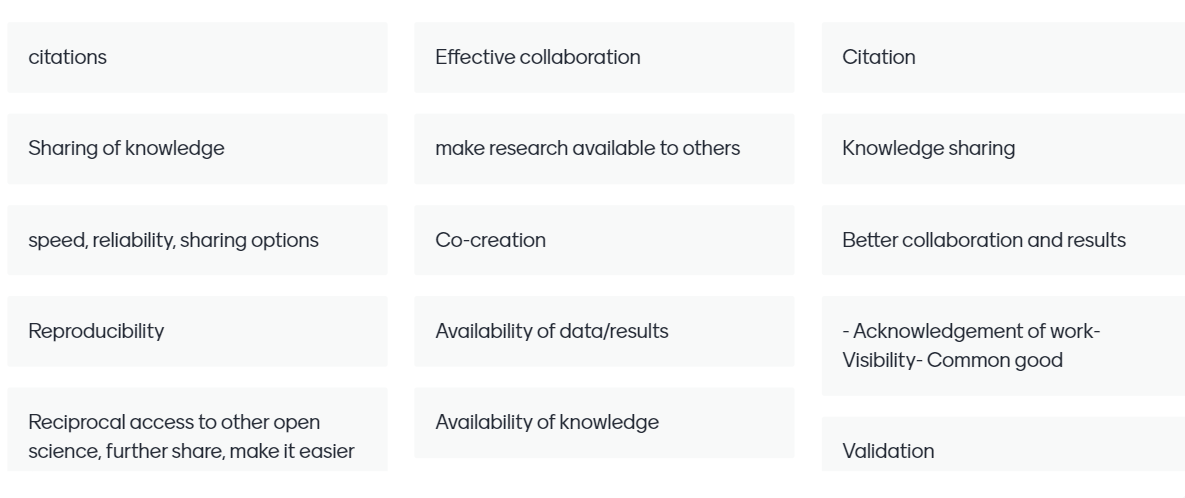 citations
Sharing of knowledge
speed, reliability, sharing options
Reproducibility
Reciprocal access to other open
science, further share, make it easier
Effective collaboration
make research available to others
Co-creation
Availability of data/results
Availability of knowledge
Citation
Knowledge sharing
Better collaboration and results
- Acknowledgement of work-
Visibility- Common good
Validation